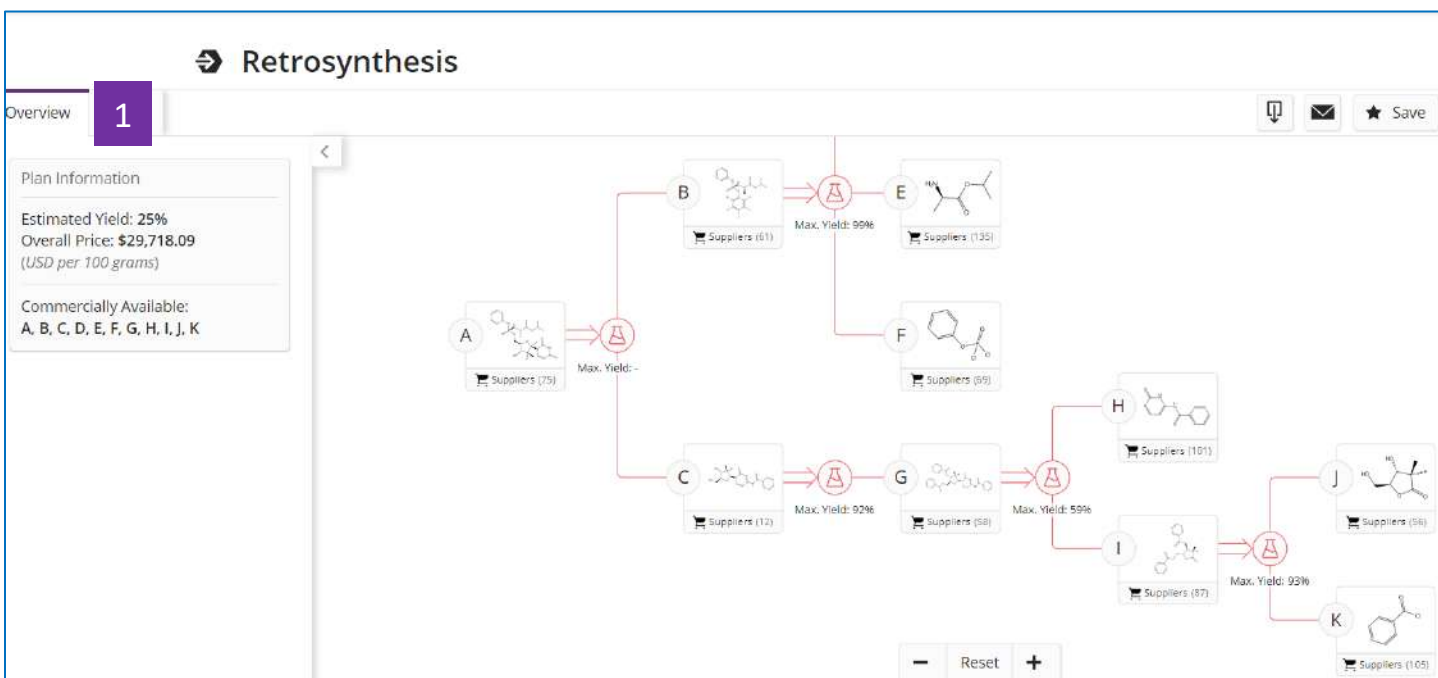 Retrosynthesis
Overview
1
Save
Plan Information
Estimated Yield: 25%
Overall Price: $29,718.09
(USD per 100 grams)
Commercially Available:
A, B, C, D, E, F, G, H, I, J, K
B
Suppliers (61)
Max. Yield: 99%
E
Suppliers (135)
A
Suppliers (75)
Max. Yield: -
F
Suppliers (69)
H
Suppliers (101)
C
Suppliers (12)
Max. Yield: 92%
G
Suppliers (58)
Max. Yield: 59%
J
Suppliers (56)
I
Suppliers (87)
Max. Yield: 93%
K
Suppliers (105)
Reset